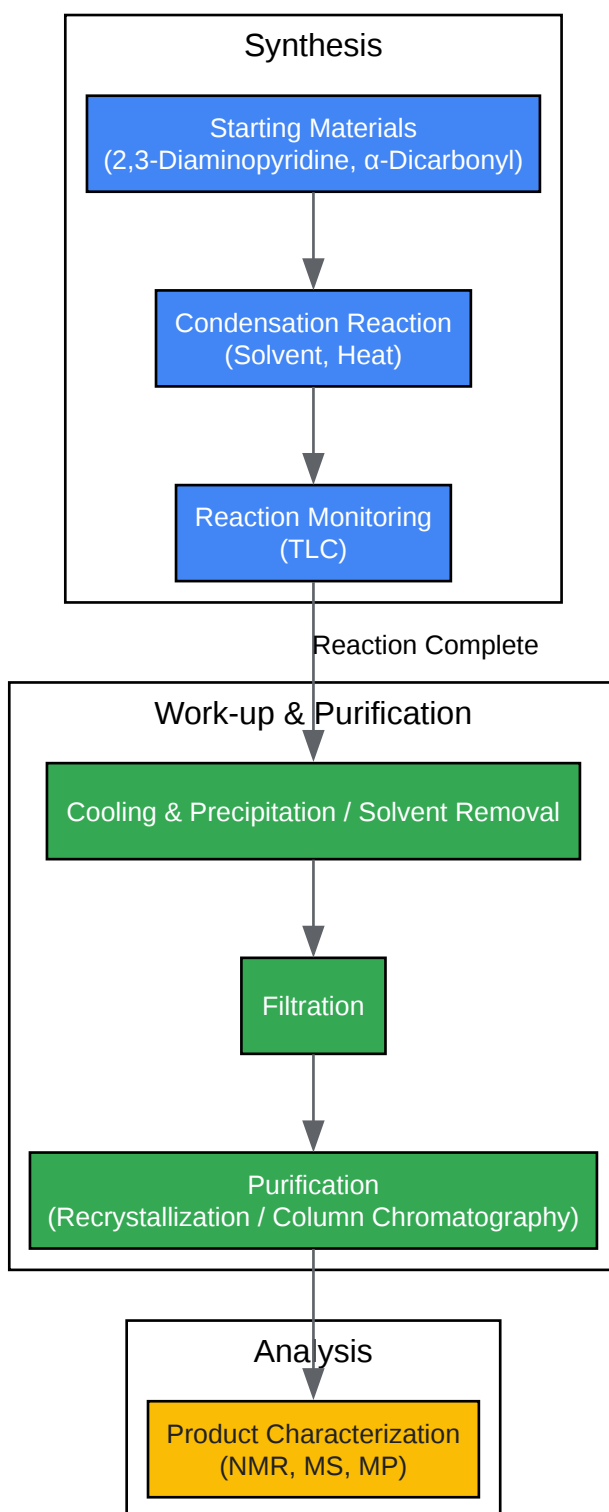 Synthesis
Starting Materials
(2,3-Diaminopyridine, α-Dicarbonyl)
Condensation Reaction
(Solvent, Heat)
Reaction Monitoring
(TLC)
Reaction Complete
Work-up & Purification
Cooling & Precipitation / Solvent Removal
Filtration
Purification
(Recrystallization / Column Chromatography)
Analysis
Product Characterization
(NMR, MS, MP)